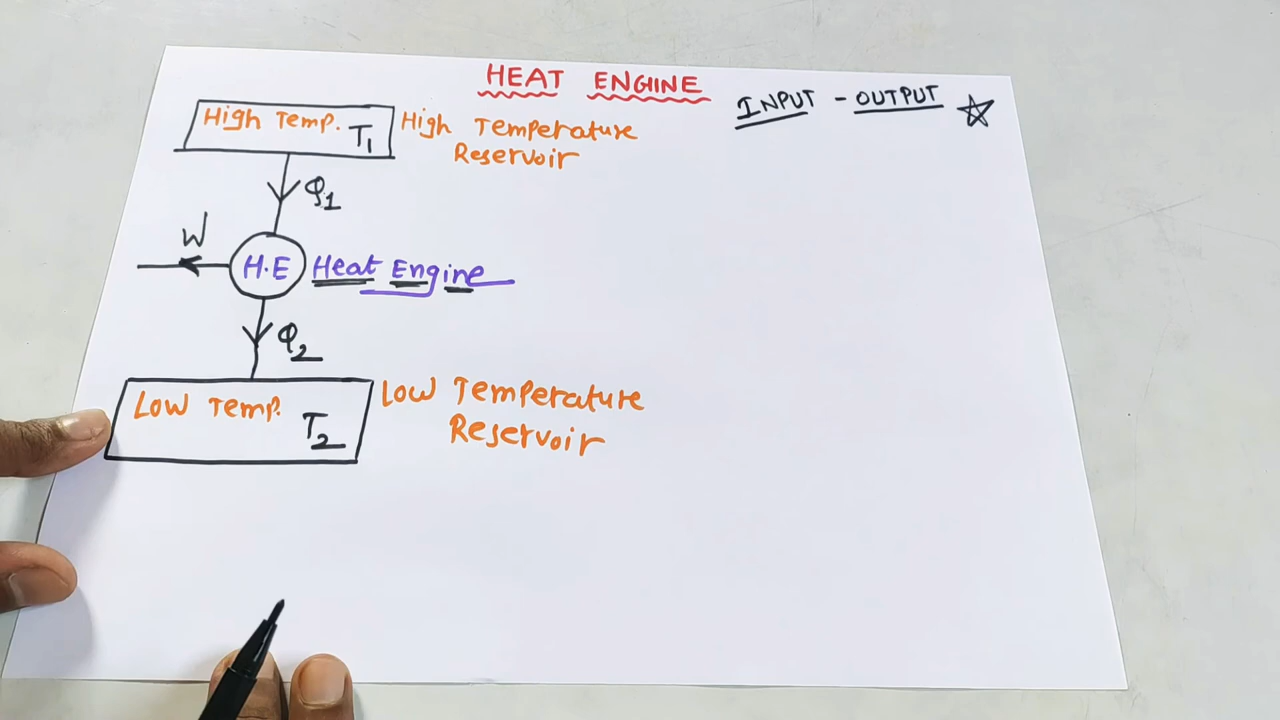 HEAT ENGINE
INPUT - OUTPUT
High Temp. T1
High Temperature
Reservoir
Q1
W
H.E
Heat Engine
Q2
Low Temp. T2
Low Temperature
Reservoir